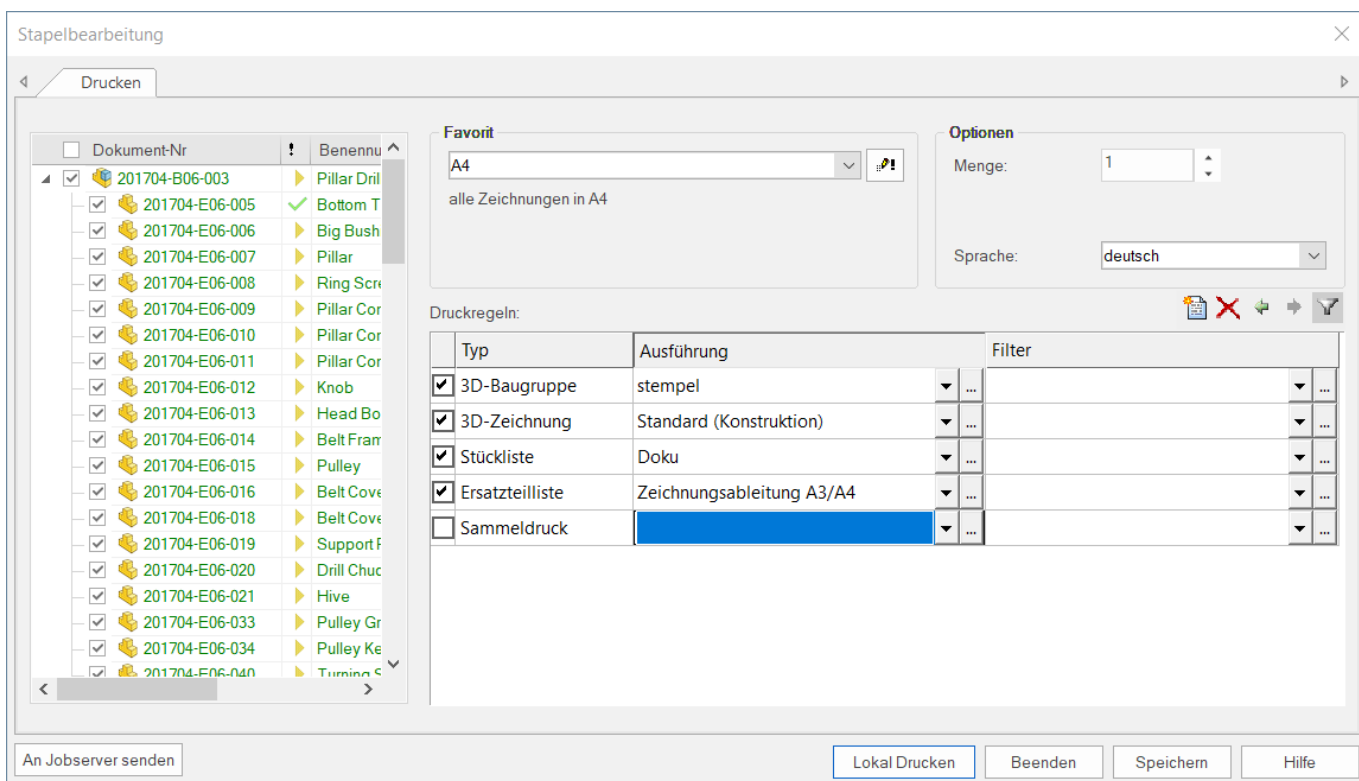 Stapelbearbeitung
Drucken
Dokument-Nr ! Benennu
201704-B06-003 Pillar Dril
201704-E06-005 Bottom T
201704-E06-006 Big Bush
201704-E06-007 Pillar
201704-E06-008 Ring Scre
201704-E06-009 Pillar Cor
201704-E06-010 Pillar Cor
201704-E06-011 Pillar Cor
201704-E06-012 Knob
201704-E06-013 Head Bo
201704-E06-014 Belt Fram
201704-E06-015 Pulley
201704-E06-016 Belt Cove
201704-E06-018 Belt Cove
201704-E06-019 Support F
201704-E06-020 Drill Chuc
201704-E06-021 Hive
201704-E06-033 Pulley Gr
201704-E06-034 Pulley Ke
201704-E06-040 Turning S
Favorit
A4
alle Zeichnungen in A4
Optionen
Menge: 1
Sprache: deutsch
Druckregeln:
Typ Ausführung Filter
3D-Baugruppe stempel ... ...
3D-Zeichnung Standard (Konstruktion) ... ...
Stückliste Doku ... ...
Ersatzteilliste Zeichnungsableitung A3/A4 ... ...
Sammeldruck ... ...
An Jobserver senden Lokal Drucken Beenden Speichern Hilfe